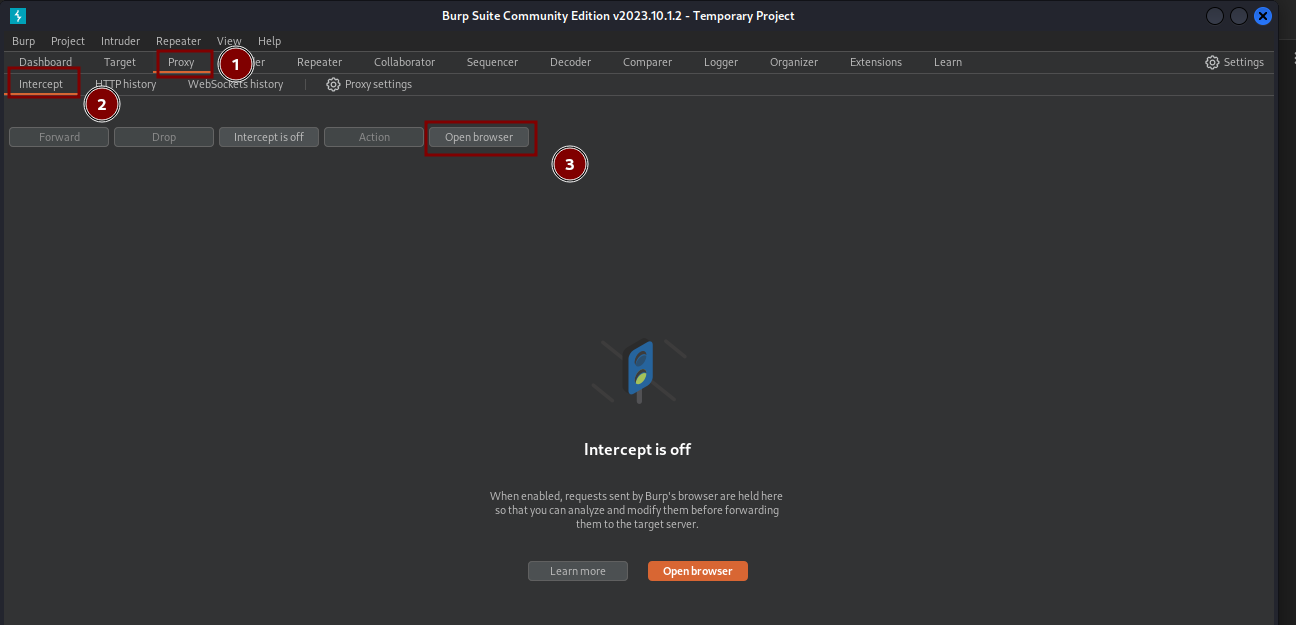 Burp Suite Community Edition v2023.10.1.2 - Temporary Project
Burp Project Intruder Repeater View Help
Dashboard Target Proxy 1 Repeater Collaborator Sequencer Decoder Comparer Logger Organizer Extensions Learn Settings
Intercept HTTP history WebSockets history Proxy settings
2
Forward Drop Intercept is off Action Open browser
3
Intercept is off
When enabled, requests sent by Burp's browser are held here
so that you can analyze and modify them before forwarding
them to the target server.
Learn more Open browser